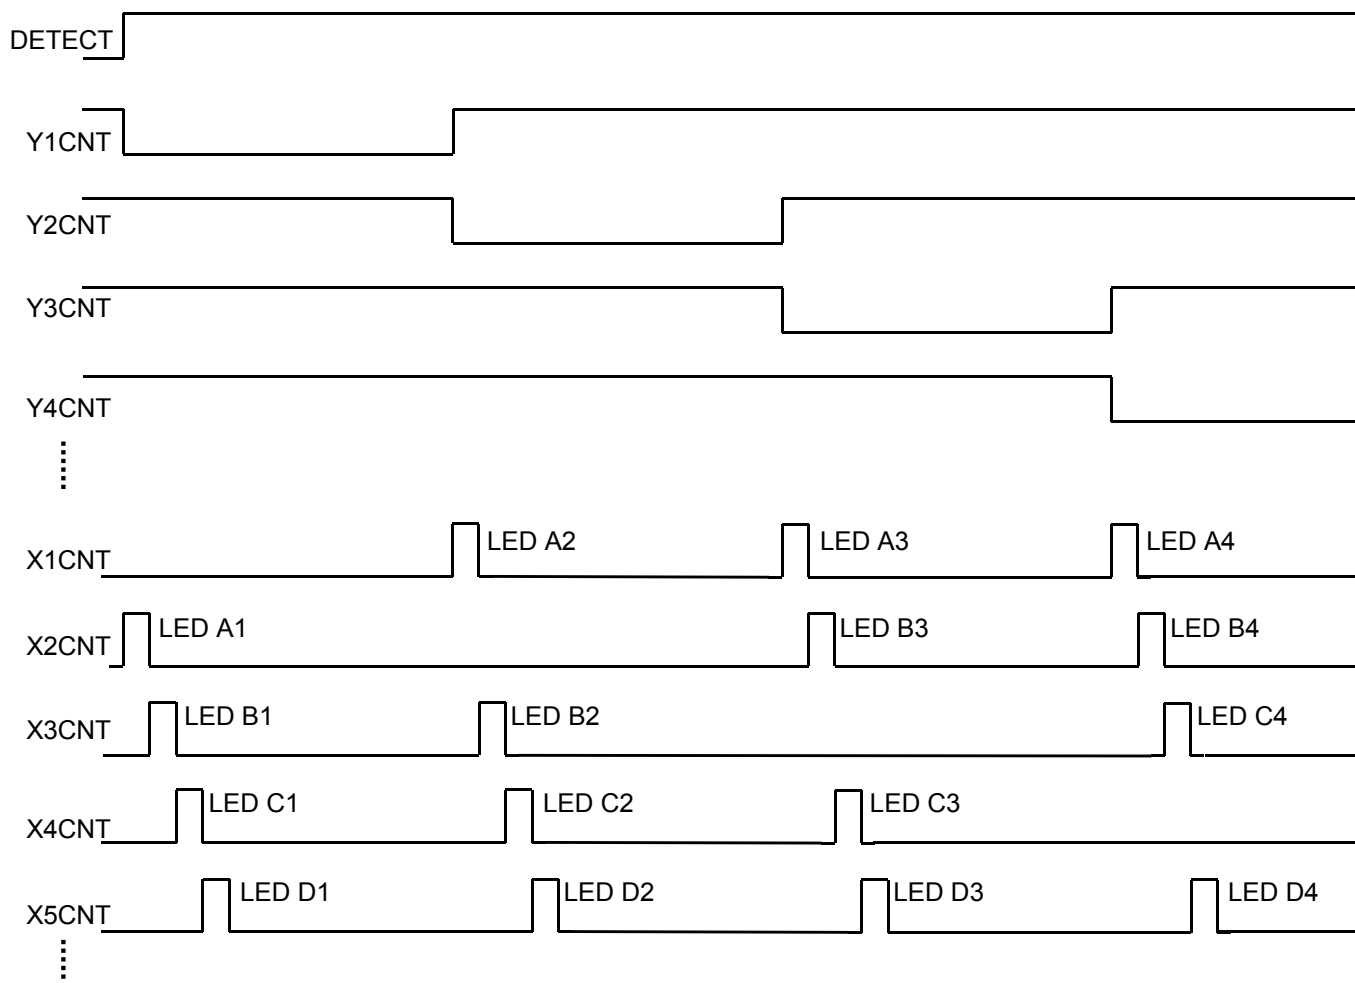 DETECT
Y1CNT
Y2CNT
Y3CNT
Y4CNT
X1CNT LED A2 LED A3 LED A4
X2CNT LED A1 LED B3 LED B4
X3CNT LED B1 LED B2 LED C4
X4CNT LED C1 LED C2 LED C3
X5CNT LED D1 LED D2 LED D3 LED D4